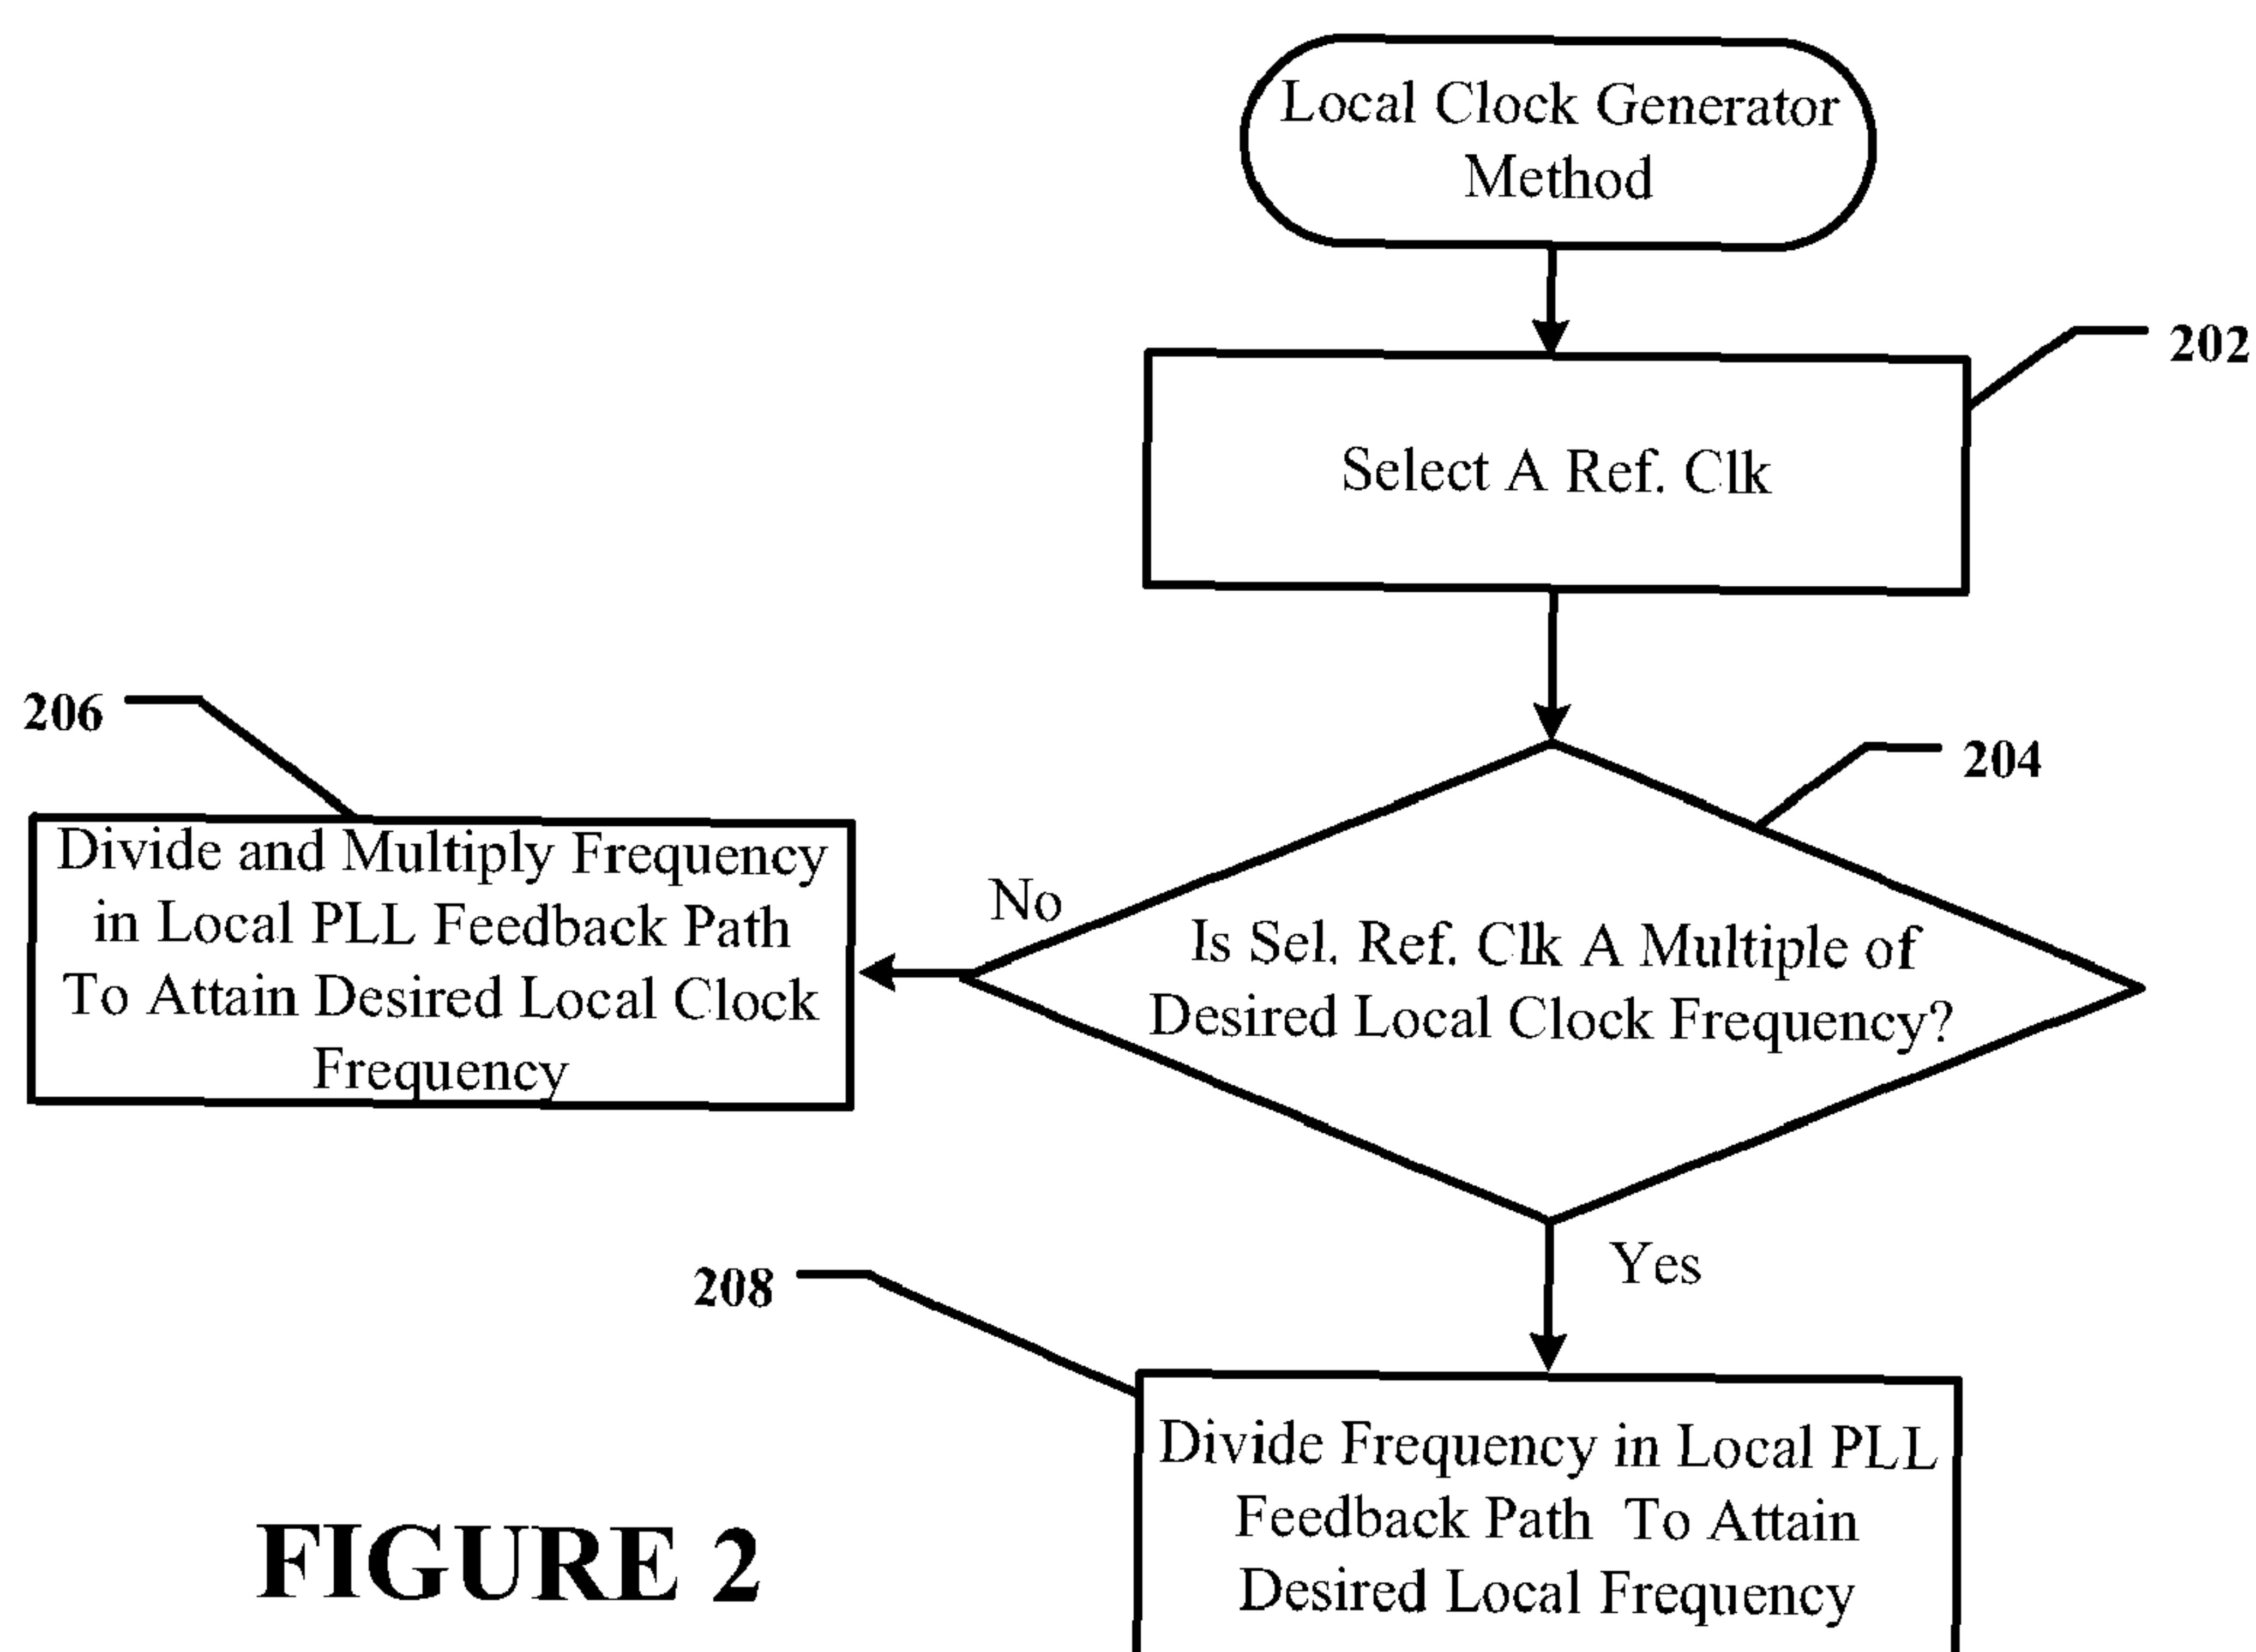 Local Clock Generator
Method
202
Select A Ref. Clk
206
204
Divide and Multiply Frequency
in Local PLL Feedback Path
To Attain Desired Local Clock
Frequency
No
Is Sel. Ref. Clk A Multiple of
Desired Local Clock Frequency?
Yes
208
Divide Frequency in Local PLL
Feedback Path To Attain
Desired Local Frequency
FIGURE 2